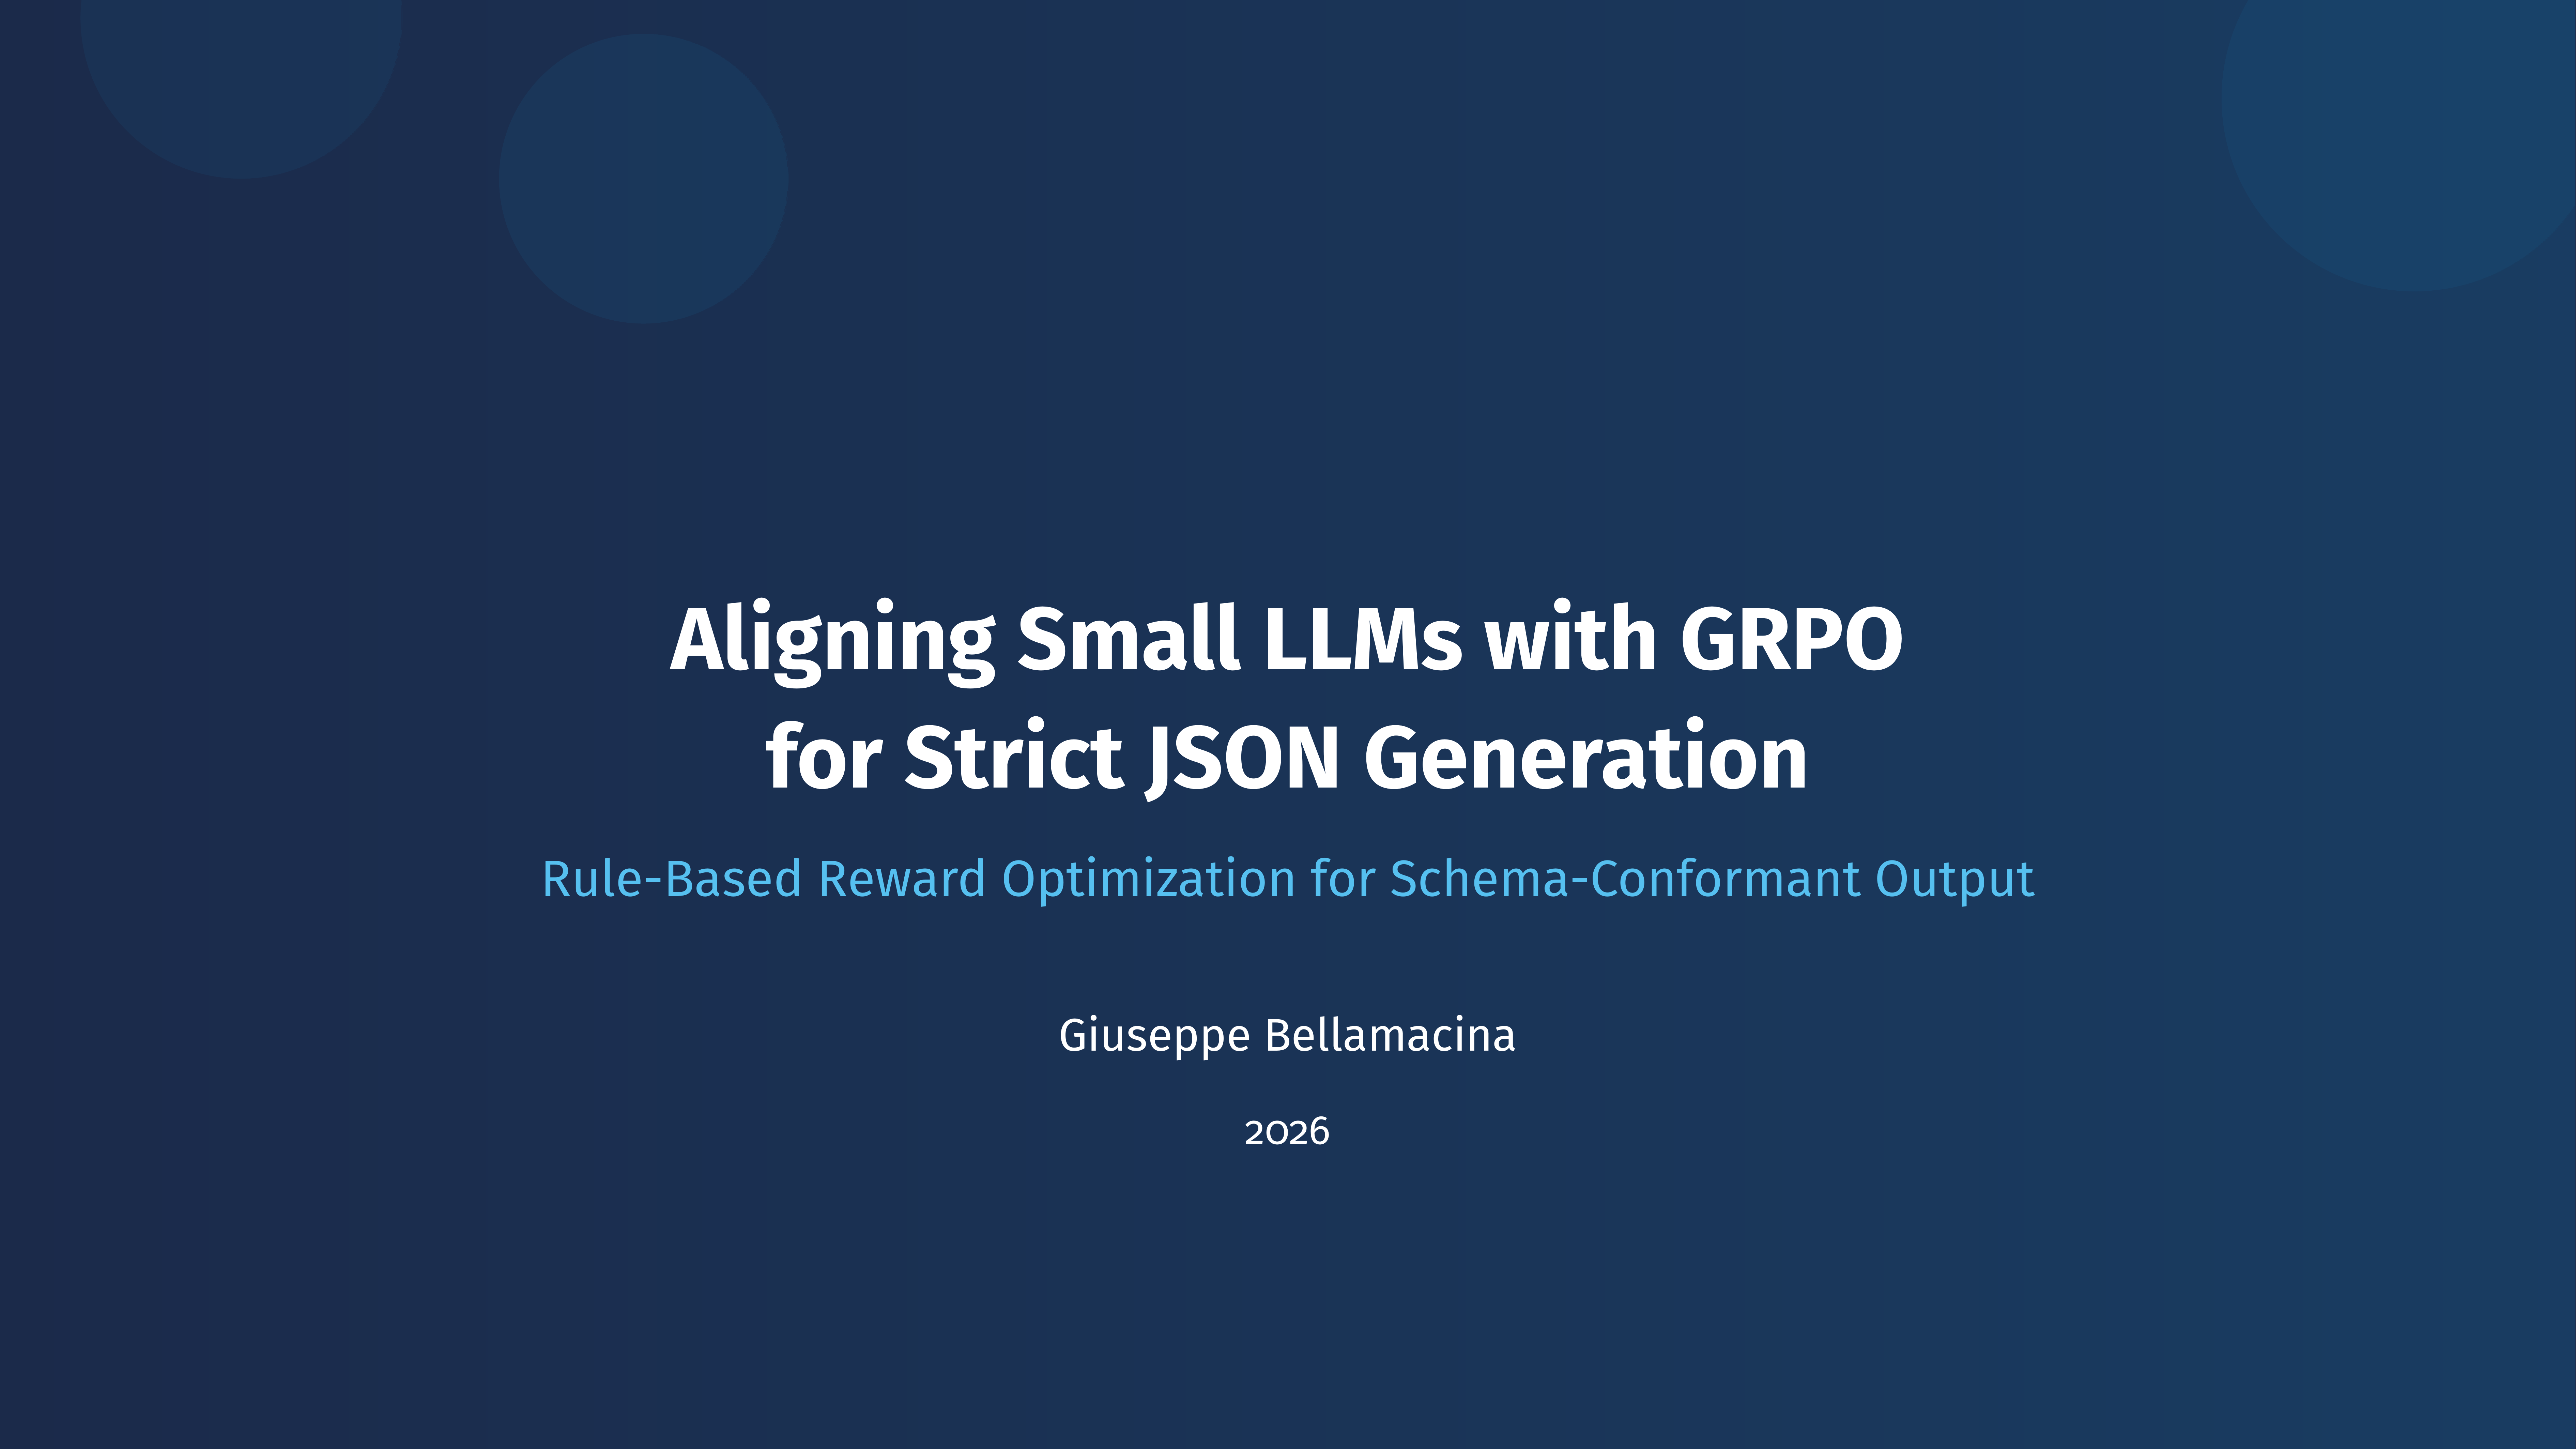 Aligning Small LLMs with GRPO
for Strict JSON Generation
Rule-Based Reward Optimization for Schema-Conformant Output
Giuseppe Bellamacina
2026